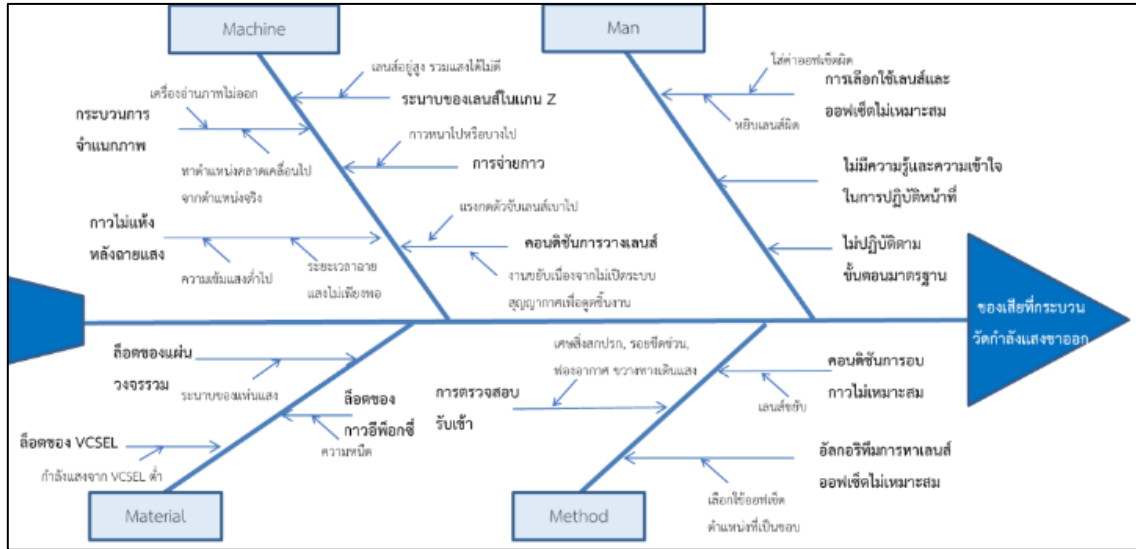 Machine
Man
เลนส์อยู่สูง รวมแสงได้ไม่ดี
ระนาบของเลนส์ในแกน Z
เครื่องอ่านภาพไม่ออก
กระบวนการ
จำแนกภาพ
หาตำแหน่งคลาดเคลื่อนไป
จากตำแหน่งจริง
กาวหนาไปหรือบางไป
การจ่ายกาว
กาวไม่แห้ง
หลังฉายแสง
ความเข้มแสงต่ำไป
ระยะเวลาฉาย
แสงไม่เพียงพอ
แรงกดตัวจับเลนส์เบาไป
คอนดิชันการวางเลนส์
งานขยับเนื่องจากไม่เปิดระบบ
สุญญากาศเพื่อดูดชิ้นงาน
ใส่ค่าออฟเซ็ตผิด
การเลือกใช้เลนส์และ
ออฟเซ็ตไม่เหมาะสม
หยิบเลนส์ผิด
ไม่มีความรู้และความเข้าใจ
ในการปฏิบัติหน้าที่
ไม่ปฏิบัติตาม
ขั้นตอนมาตรฐาน
ของเสียที่กระบวน
วัดกำลังแสงขาออก
ล็อตของแผ่น
วงจรรวม
ระนาบของแท่นแสง
ล็อตของ
กาวอีพ็อกซี่
ความหนืด
ล็อตของ VCSEL
กำลังแสงจาก VCSEL ต่ำ
Material
เศษสิ่งสกปรก, รอยขีดข่วน,
ฟองอากาศ ขวางทางเดินแสง
การตรวจสอบ
รับเข้า
คอนดิชันการอบ
กาวไม่เหมาะสม
เลนส์ขยับ
อัลกอริทึมการหาเลนส์
ออฟเซ็ตไม่เหมาะสม
เลือกใช้ออฟเซ็ต
ตำแหน่งที่เป็นขอบ
Method